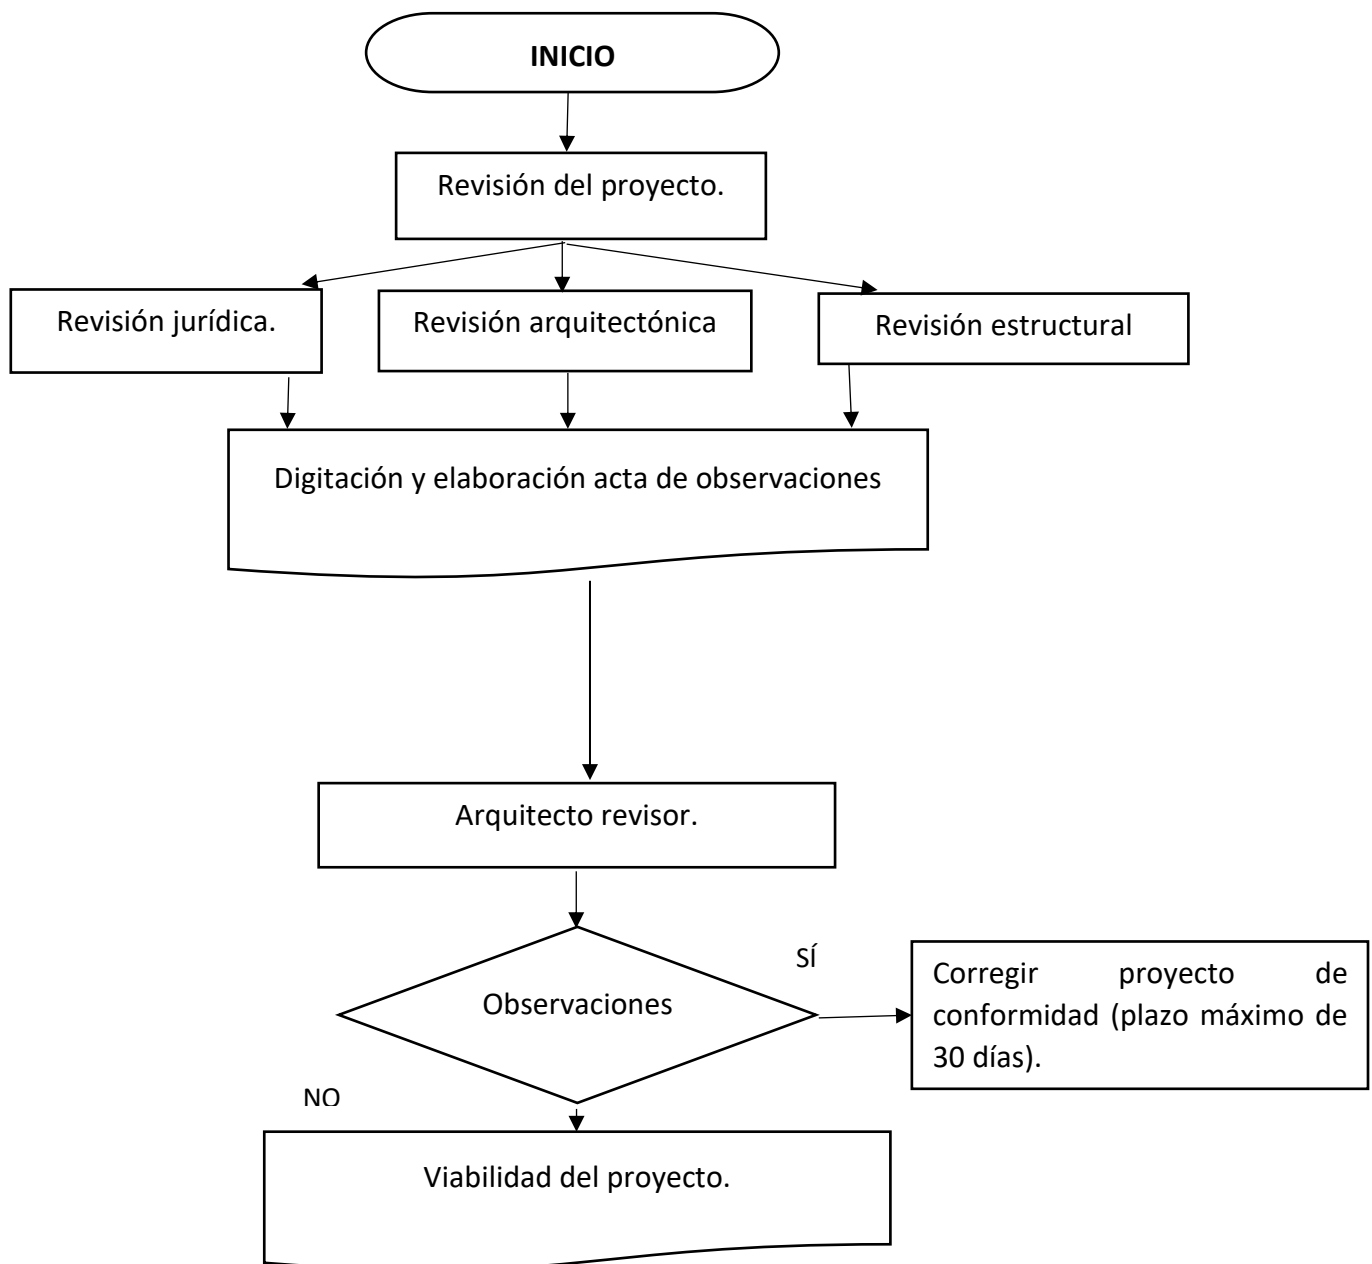 INICIO
Revisión del proyecto.
Revisión jurídica.
Revisión arquitectónica
Revisión estructural
Digitación y elaboración acta de observaciones
Arquitecto revisor.
SÍ
Observaciones
Corregir proyecto de
conformidad (plazo máximo de
30 días).
NO
Viabilidad del proyecto.